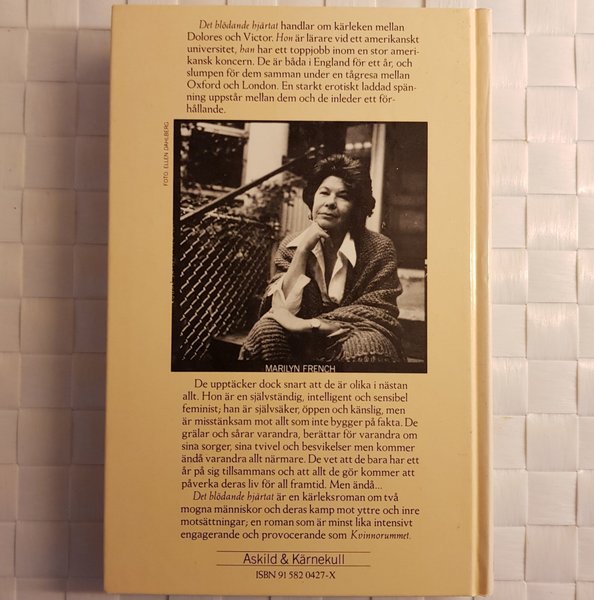 Det blödande hjärtat handlar om kärleken mellan
Dolores och Victor. Hon är lärare vid ett amerikanskt
universitet, han har ett toppjobb inom en stor ameri-
kansk koncern. De är båda i England för ett år, och
slumpen för dem samman under en tågresa mellan
Oxford och London. En starkt erotiskt laddad spän-
ning uppstår mellan dem och de inleder ett för-
hållande.
FOTO: ELLEN DAHLBERG
MARILYN FRENCH
De upptäcker dock snart att de är olika i nästan
allt. Hon är en självständig, intelligent och sensibel
feminist; han är självsäker, öppen och känslig, men
är misstänksam mot allt som inte bygger på fakta. De
grälar och sårar varandra, berättar för varandra om
sina sorger, sina tvivel och besvikelser men kommer
ändå varandra allt närmare. De vet att de bara har ett
år på sig tillsammans och att allt de gör kommer att
påverka deras liv för all framtid. Men ändå...
Det blödande hjärtat är en kärleksroman om två
mogna människor och deras kamp mot yttre och inre
motsättningar; en roman som är minst lika intensivt
engagerande och provocerande som Kvinnorummet.
Askild & Kärnekull
ISBN 91 582 0427-X